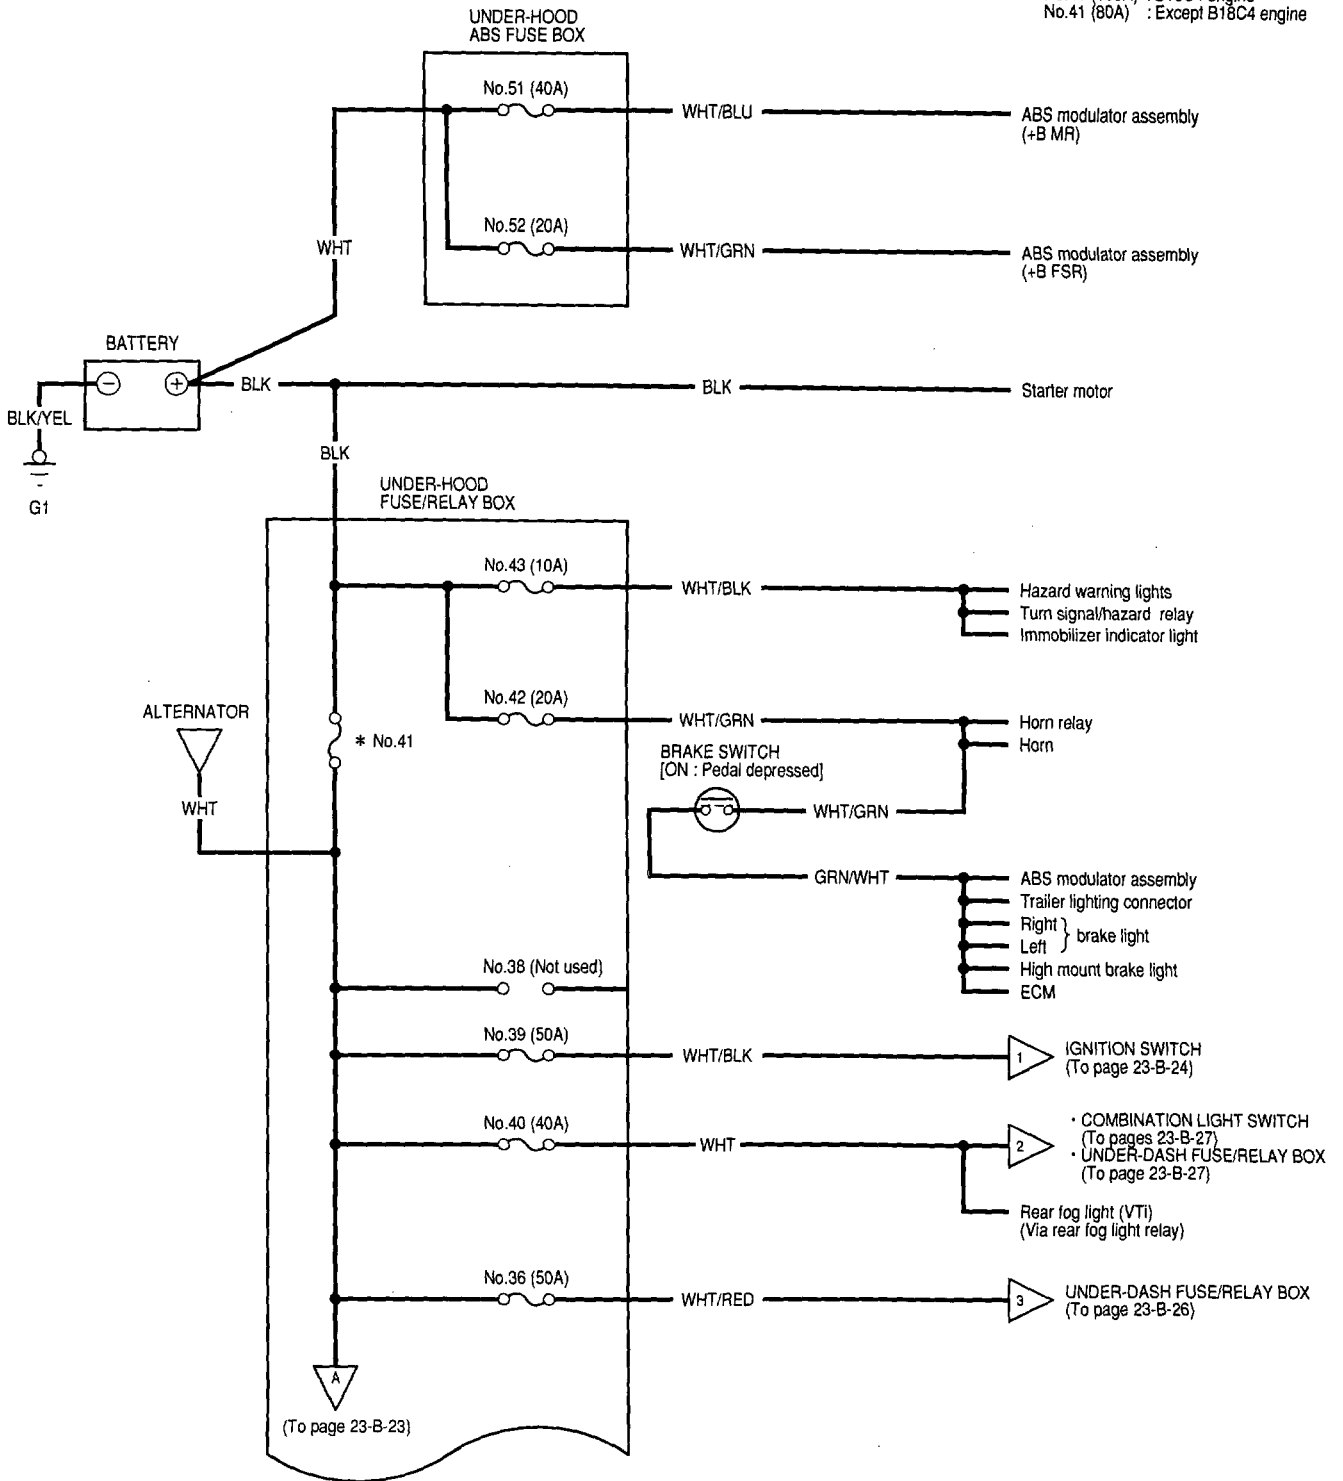 No.41 (80A) : Except B18C4 engine
UNDER-HOOD
ABS FUSE BOX
No.51 (40A)
WHT/BLU
ABS modulator assembly
(+B MR)
No.52 (20A)
WHT
WHT/GRN
ABS modulator assembly
(+B FSR)
BATTERY
− +
BLK
BLK
Starter motor
BLK/YEL
BLK
G1
UNDER-HOOD
FUSE/RELAY BOX
No.43 (10A)
WHT/BLK
Hazard warning lights
Turn signal/hazard relay
Immobilizer indicator light
ALTERNATOR
No.42 (20A)
WHT/GRN
Horn relay
Horn
* No.41
BRAKE SWITCH
[ON : Pedal depressed]
WHT
WHT/GRN
GRN/WHT
ABS modulator assembly
Trailer lighting connector
Right
Left } brake light
High mount brake light
ECM
No.38 (Not used)
No.39 (50A)
WHT/BLK
1
IGNITION SWITCH
(To page 23-B-24)
No.40 (40A)
WHT
2
· COMBINATION LIGHT SWITCH
(To pages 23-B-27)
· UNDER-DASH FUSE/RELAY BOX
(To page 23-B-27)
Rear fog light (VTi)
(Via rear fog light relay)
No.36 (50A)
WHT/RED
3
UNDER-DASH FUSE/RELAY BOX
(To page 23-B-26)
A
(To page 23-B-23)